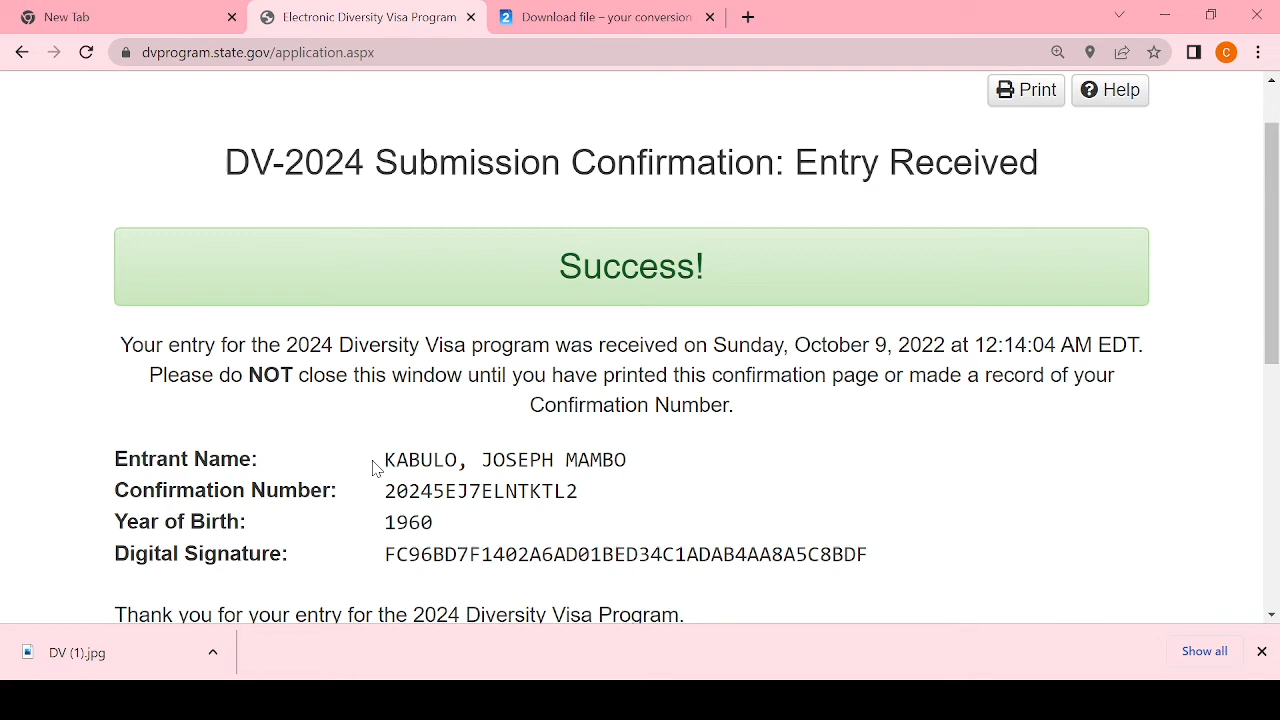 New Tab
Electronic Diversity Visa Program
Download file – your conversion
dvprogram.state.gov/application.aspx
C
Print
Help
DV-2024 Submission Confirmation: Entry Received
Success!
Your entry for the 2024 Diversity Visa program was received on Sunday, October 9, 2022 at 12:14:04 AM EDT.
Please do NOT close this window until you have printed this confirmation page or made a record of your
Confirmation Number.
Entrant Name: KABULO, JOSEPH MAMBO
Confirmation Number: 20245EJ7ELNTKTL2
Year of Birth: 1960
Digital Signature: FC96BD7F1402A6AD01BED34C1ADAB4AA8A5C8BDF
Thank you for your entry for the 2024 Diversity Visa Program.
DV (1).jpg
Show all